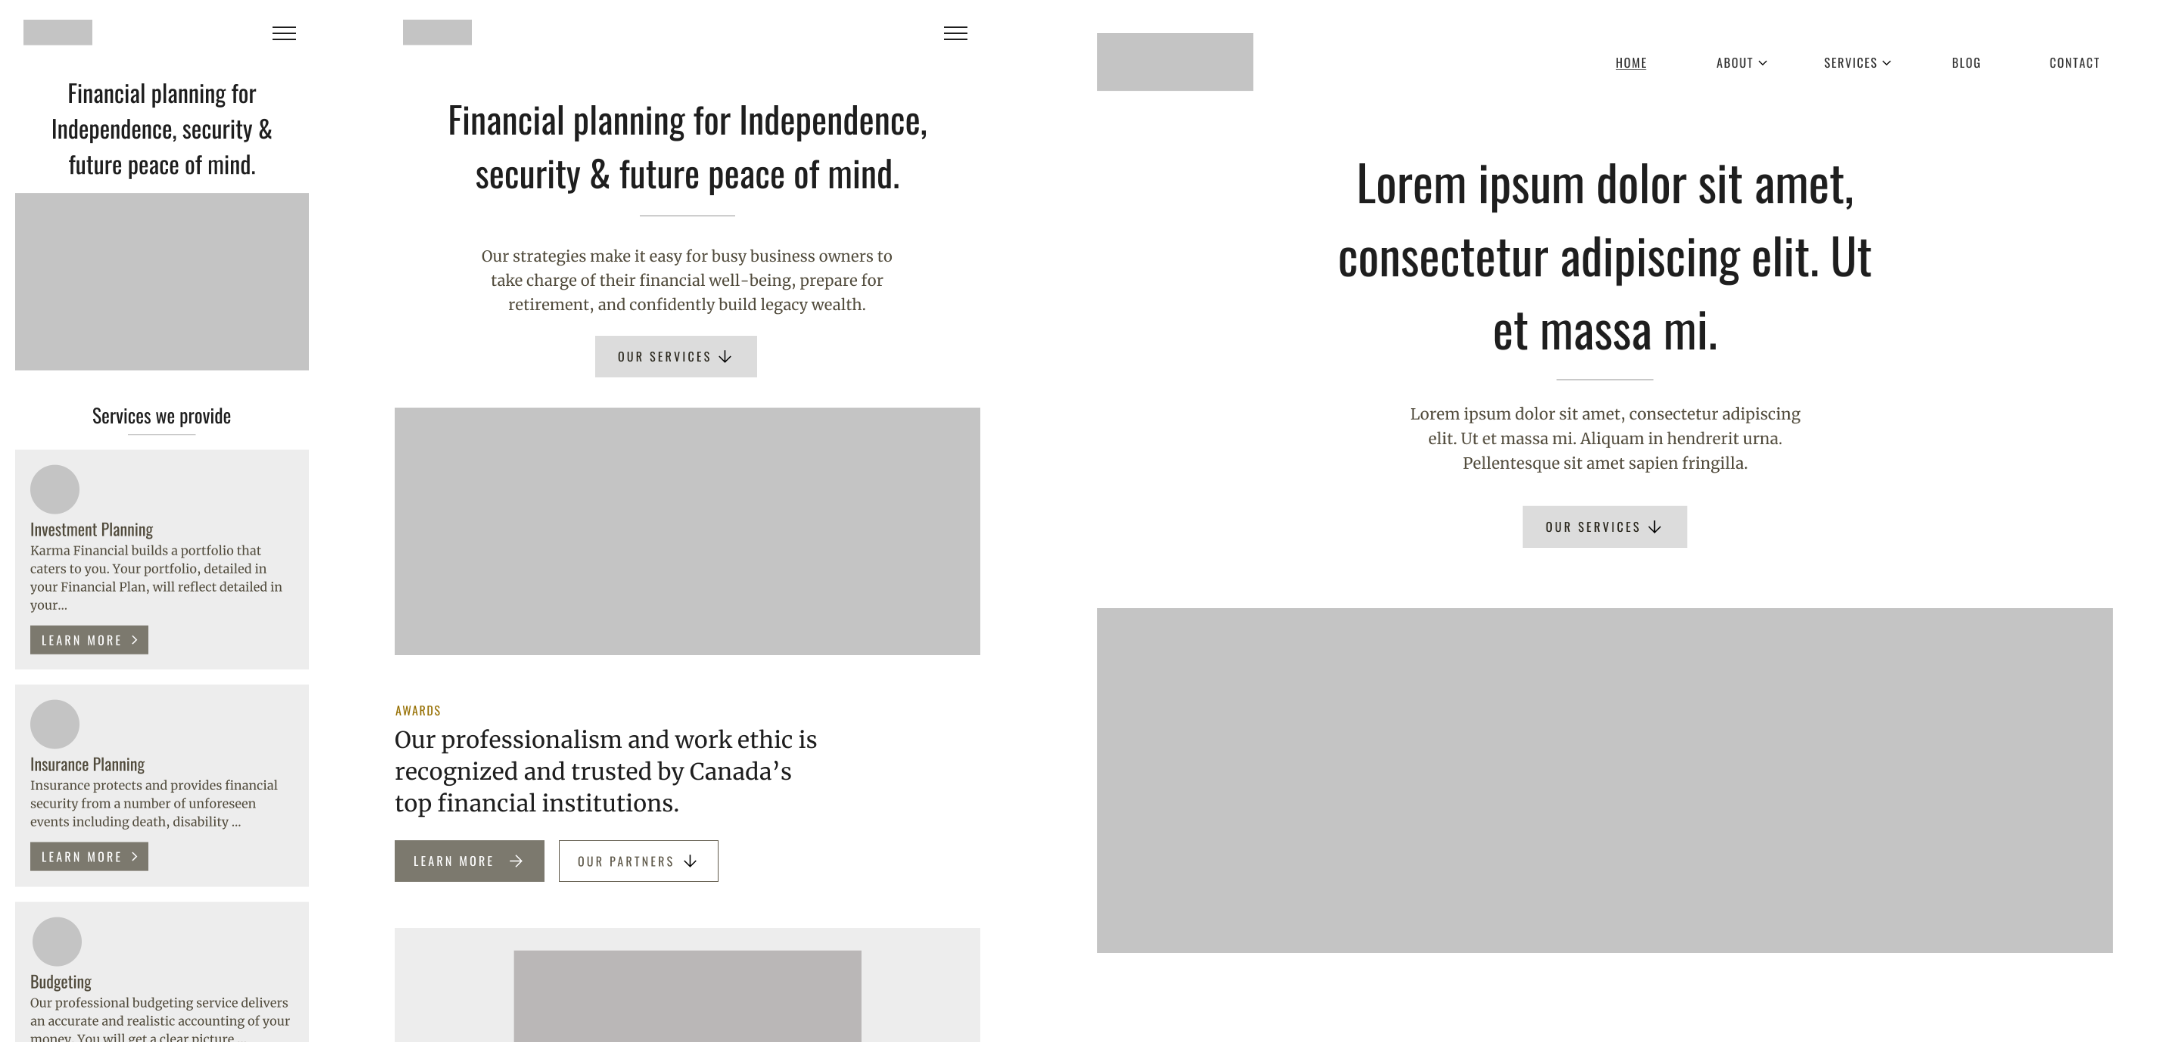 Financial planning for
Independence, security &
future peace of mind.
Services we provide
Investment Planning
Karma Financial builds a portfolio that
caters to you. Your portfolio, detailed in
your Financial Plan, will reflect detailed in
your...
LEARN MORE
Insurance Planning
Insurance protects and provides financial
security from a number of unforeseen
events including death, disability ...
LEARN MORE
Budgeting
Our professional budgeting service delivers
an accurate and realistic accounting of your
money. You will get a clear picture
Financial planning for Independence,
security & future peace of mind.
Our strategies make it easy for busy business owners to
take charge of their financial well-being, prepare for
retirement, and confidently build legacy wealth.
OUR SERVICES
AWARDS
Our professionalism and work ethic is
recognized and trusted by Canada’s
top financial institutions.
LEARN MORE
OUR PARTNERS
HOME ABOUT SERVICES BLOG CONTACT
Lorem ipsum dolor sit amet,
consectetur adipiscing elit. Ut
et massa mi.
Lorem ipsum dolor sit amet, consectetur adipiscing
elit. Ut et massa mi. Aliquam in hendrerit urna.
Pellentesque sit amet sapien fringilla.
OUR SERVICES